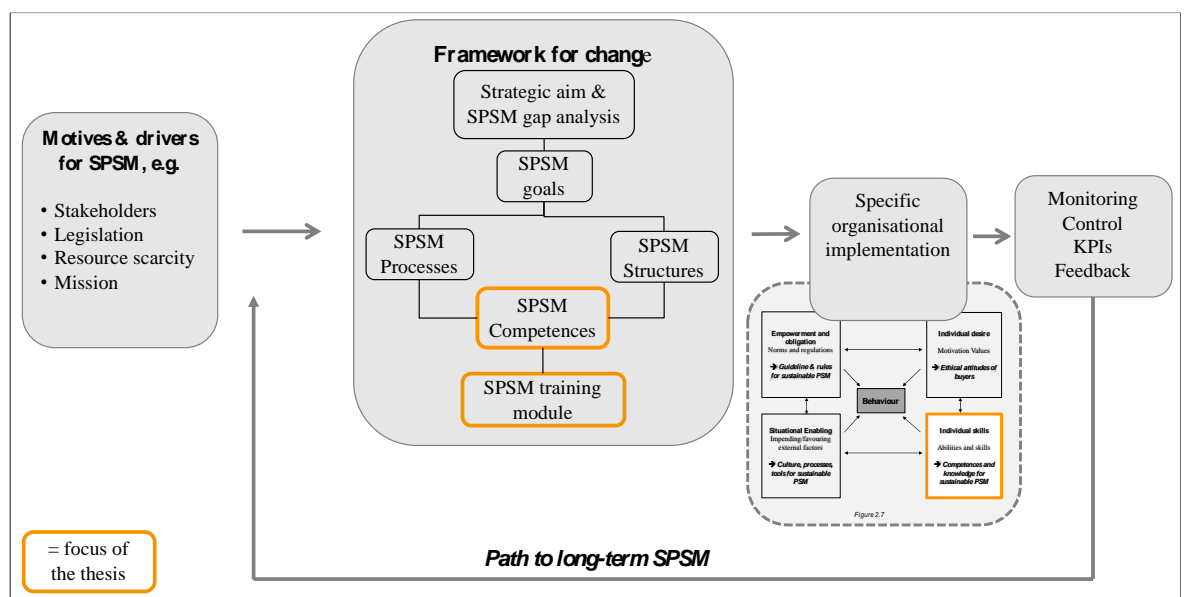 Framework for change
Strategic aim &
SPSM gap analysis
SPSM
goals
SPSM
Processes
SPSM
Structures
SPSM
Competences
SPSM training
module
Motives & drivers
for SPSM, e.g.
• Stakeholders
• Legislation
• Resource scarcity
• Mission
Specific
organisational
implementation
Monitoring
Control
KPIs
Feedback
Empowerment and
obligation
Norms and regulations
➔ Guideline & rules
for sustainable PSM
Individual desire
Motivation Values
➔ Ethical attitudes of
buyers
Behaviour
Situational Enabling
Impending/favouring
external factors
➔ Culture, processes,
tools for sustainable
PSM
Individual skills
Abilities and skills
➔ Competences and
knowledge for
sustainable PSM
Figure 2.7
= focus of
the thesis
Path to long-term SPSM